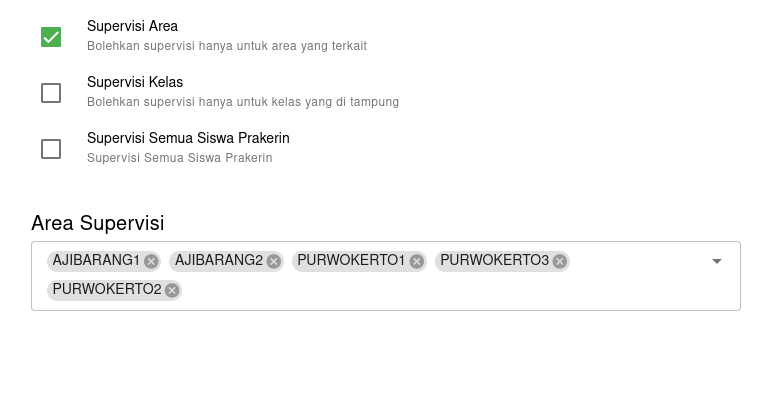 Supervisi Area
Bolehkan supervisi hanya untuk area yang terkait
Supervisi Kelas
Bolehkan supervisi hanya untuk kelas yang di tampung
Supervisi Semua Siswa Prakerin
Supervisi Semua Siswa Prakerin
Area Supervisi
AJIBARANG1 AJIBARANG2 PURWOKERTO1 PURWOKERTO3
PURWOKERTO2